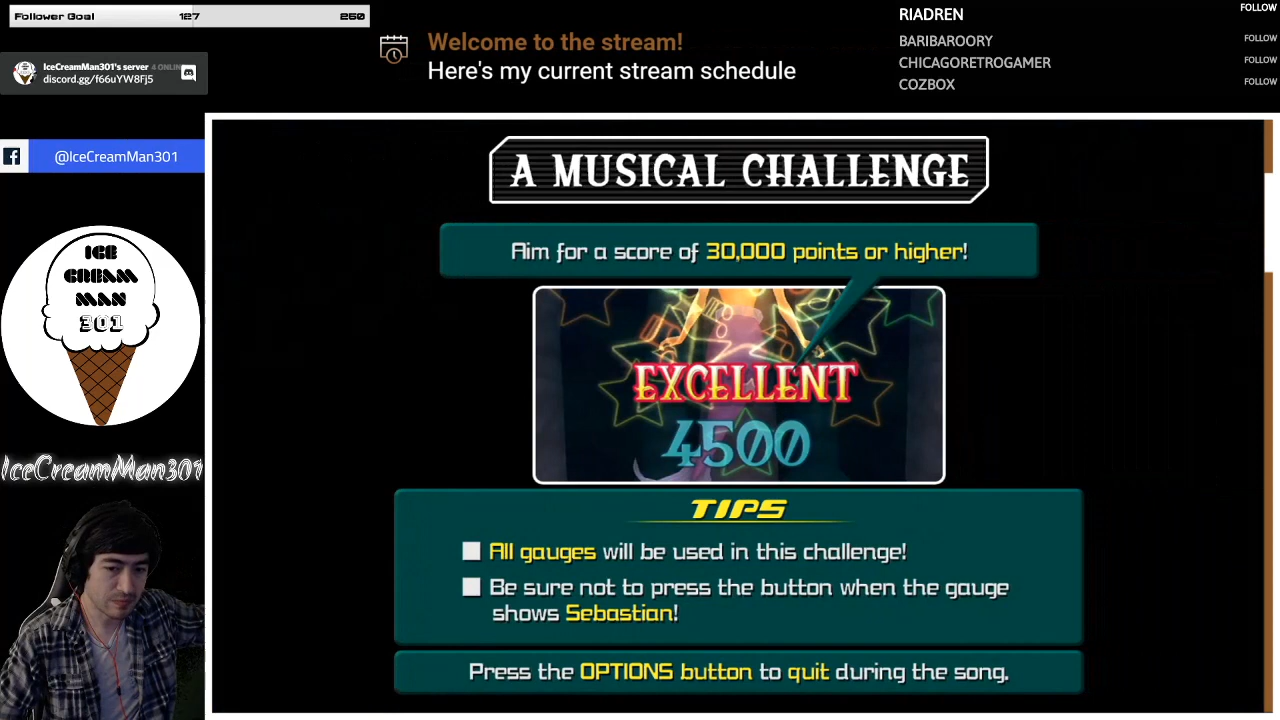 Follower Goal 127 250
RIADREN FOLLOW
BARIBAROORY FOLLOW
CHICAGORETROGAMER FOLLOW
COZBOX FOLLOW
Welcome to the stream!
Here's my current stream schedule
IceCreamMan301's server 4 ONLINE
discord.gg/f66uYW8Fj5
@IceCreamMan301
ICE
CREAM
MAN
301
IceCreamMan301
A MUSICAL CHALLENGE
Aim for a score of 30,000 points or higher!
EXCELLENT
4500
TIPS
All gauges will be used in this challenge!
Be sure not to press the button when the gauge
shows Sebastian!
Press the OPTIONS button to quit during the song.